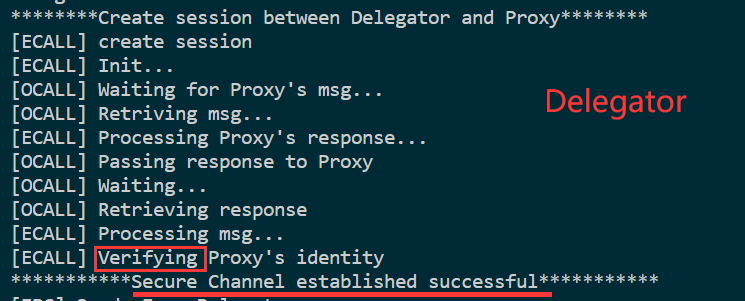 ********Create session between Delegator and Proxy********
[ECALL] create session
[ECALL] Init...
[OCALL] Waiting for Proxy's msg...
[OCALL] Retriving msg...
Delegator
[ECALL] Processing Proxy's response...
[OCALL] Passing response to Proxy
[OCALL] Waiting...
[OCALL] Retrieving response
[ECALL] Processing msg...
[ECALL] Verifying Proxy's identity
***********Secure Channel established successful***********